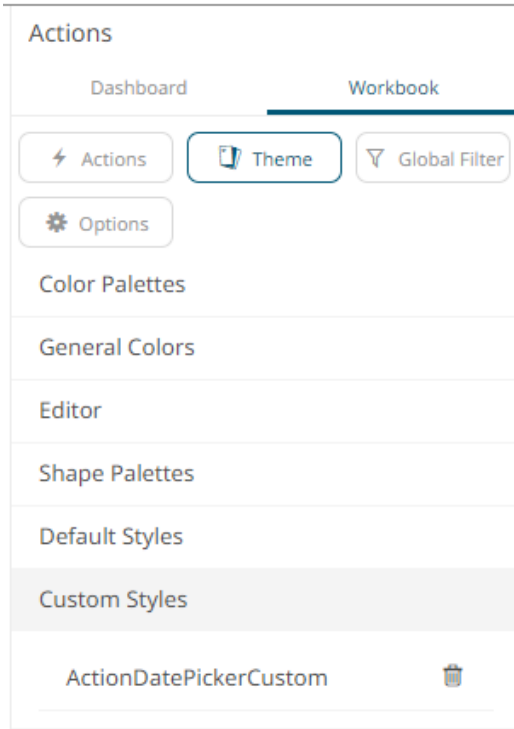 Actions
Dashboard Workbook
Actions Theme Global Filter
Options
Color Palettes
General Colors
Editor
Shape Palettes
Default Styles
Custom Styles
ActionDatePickerCustom